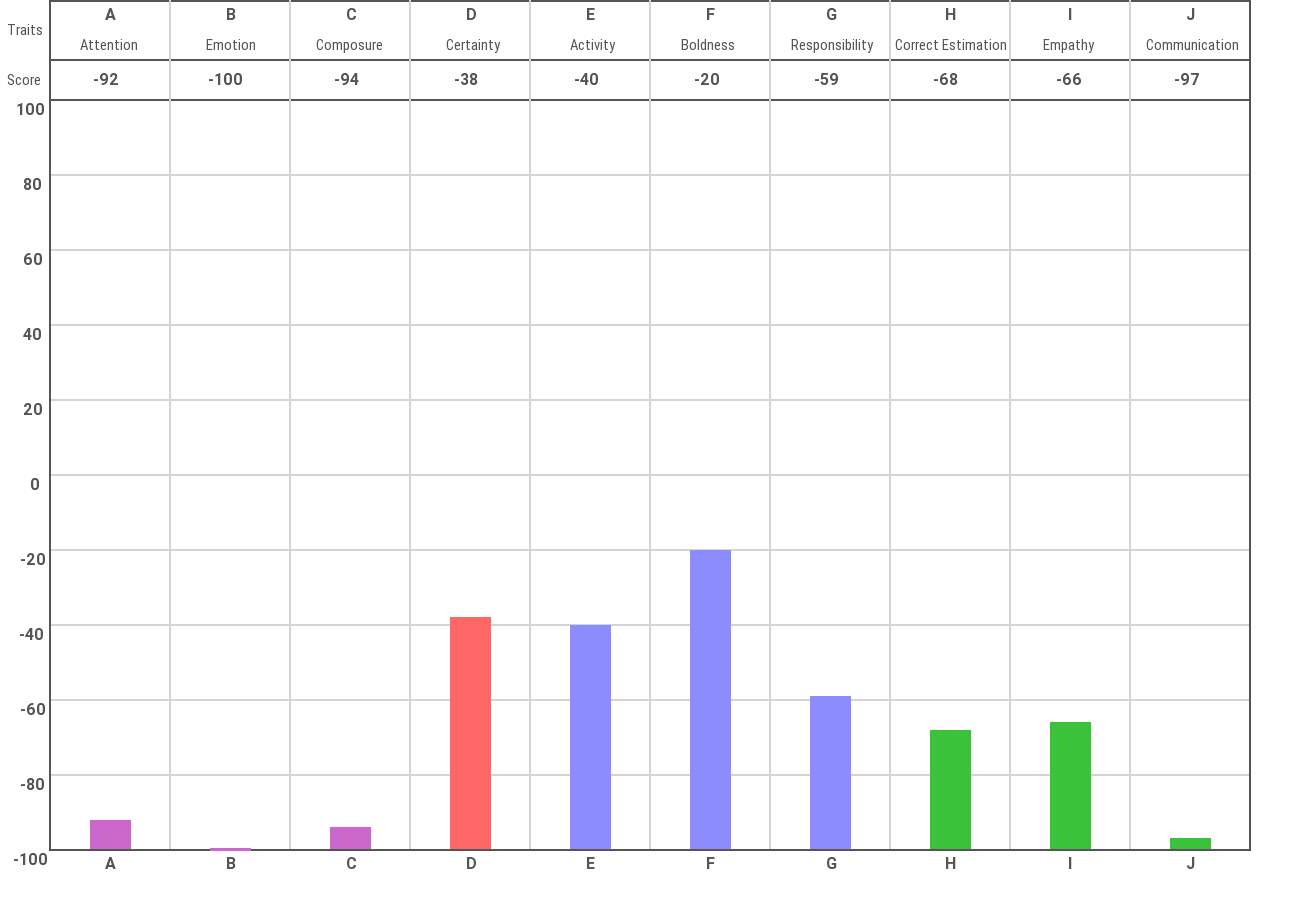 A B C D E F G H I J
Traits Attention Emotion Composure Certainty Activity Boldness Responsibility Correct Estimation Empathy Communication
Score -92 -100 -94 -38 -40 -20 -59 -68 -66 -97
100
80
60
40
20
0
-20
-40
-60
-80
-100
A B C D E F G H I J